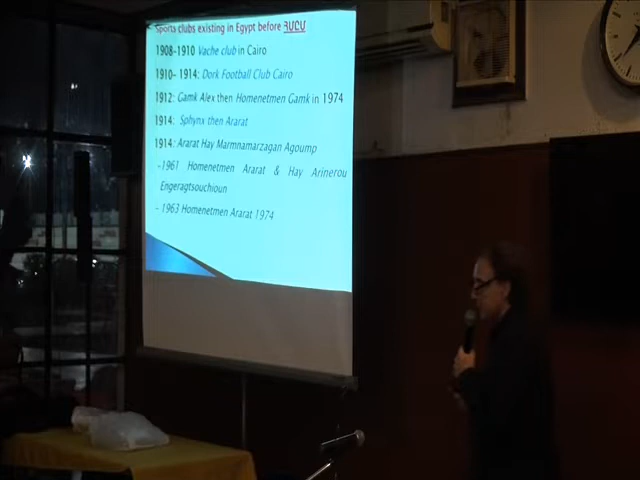 Sports clubs existing in Egypt before ՀՄԸՄ
1908-1910 Vache club in Cairo
1910- 1914: Dork Football Club Cairo
1912: Gamk Alex then Homenetmen Gamk in 1974
1914: Sphynx then Ararat
1914: Ararat Hay Marmnamarzagan Agoump
-1961 Homenetmen Ararat & Hay Arinerou
Engeragtsouchioun
- 1963 Homenetmen Ararat 1974